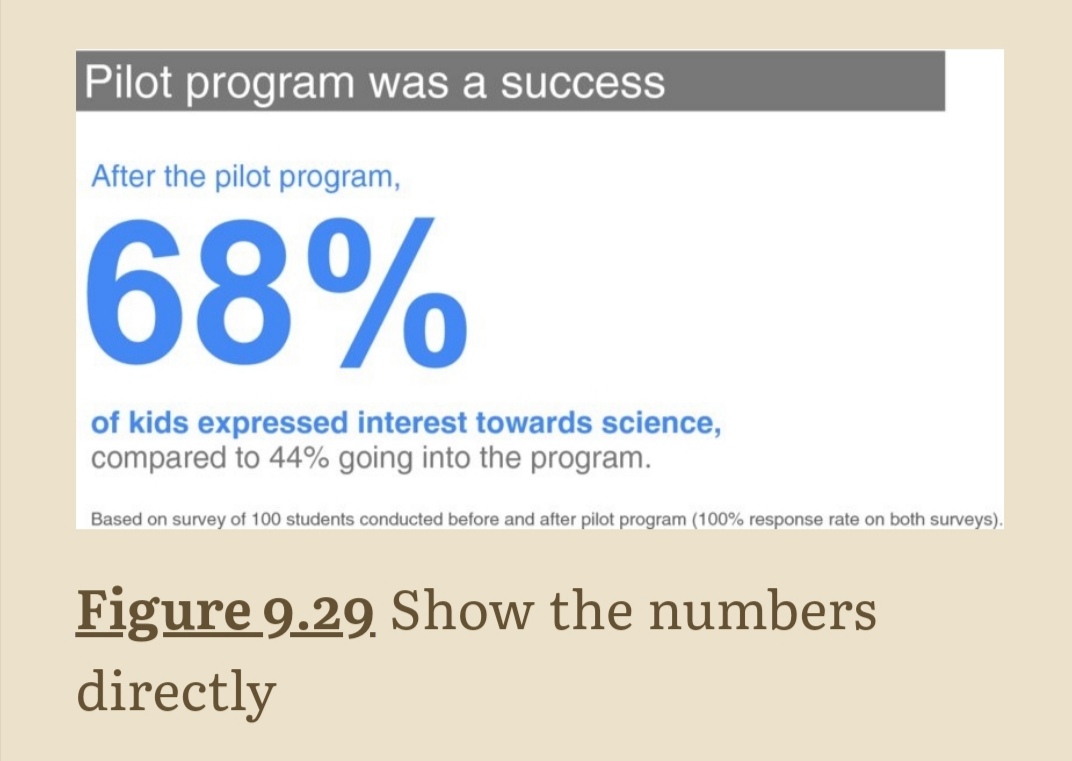 Pilot program was a success
After the pilot program,
68%
of kids expressed interest towards science,
compared to 44% going into the program.
Based on survey of 100 students conducted before and after pilot program (100% response rate on both surveys).
Figure 9.29 Show the numbers
directly